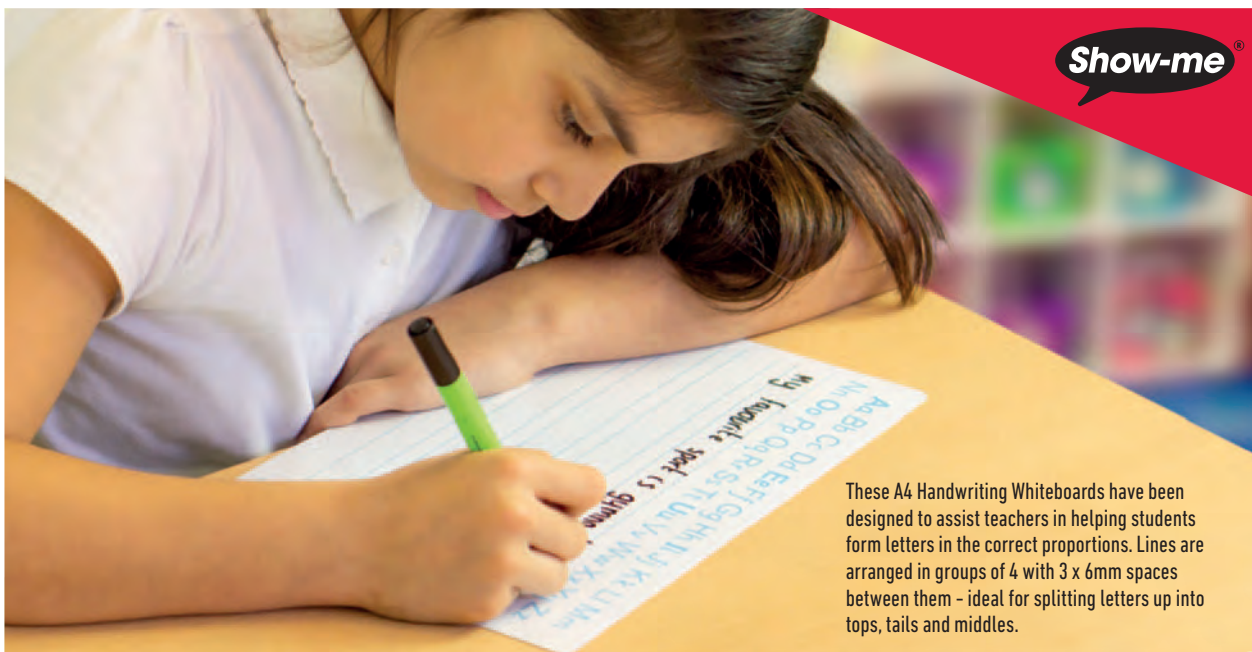 Show-me®
Aa Bb Cc Dd Ee Ff Gg Hh Ii Jj Kk Ll Mm
Nn Oo Pp Qq Rr Ss Tt Uu Vv Ww Xx Zz
My favourite sport is
These A4 Handwriting Whiteboards have been
designed to assist teachers in helping students
form letters in the correct proportions. Lines are
arranged in groups of 4 with 3 x 6mm spaces
between them - ideal for splitting letters up into
tops, tails and middles.